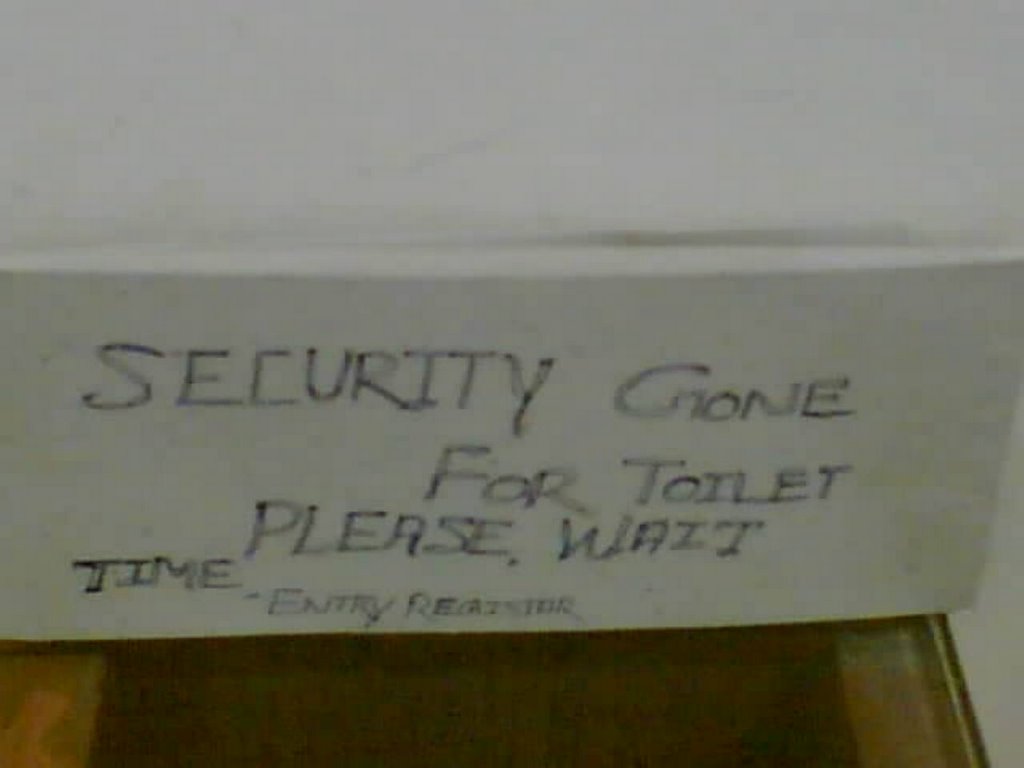 SECURITY GONE
FOR TOILET
PLEASE. WAIT
TIME
- ENTRY REGISTOR